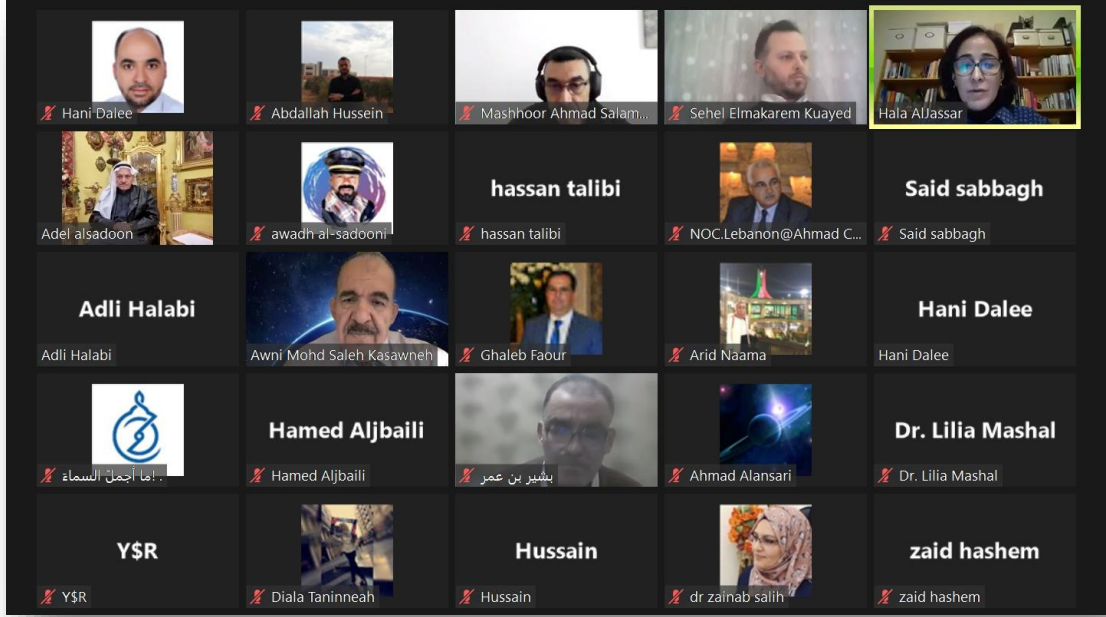 Hani Dalee
Abdallah Hussein
Mashhoor Ahmad Salam...
Sehel Elmakarem Kuayed
Hala AlJassar
Adel alsadoon
awadh al-sadooni
hassan talibi
hassan talibi
NOC.Lebanon@Ahmad C...
Said sabbagh
Said sabbagh
Adli Halabi
Adli Halabi
Awni Mohd Saleh Kasawneh
Ghaleb Faour
Arid Naama
Hani Dalee
Hani Dalee
ما أجملَ السماءَ!.
Hamed Aljbaili
Hamed Aljbaili
بشير بن عمر
Ahmad Alansari
Dr. Lilia Mashal
Dr. Lilia Mashal
Y$R
Y$R
Diala Taninneah
Hussain
Hussain
dr zainab salih
zaid hashem
zaid hashem